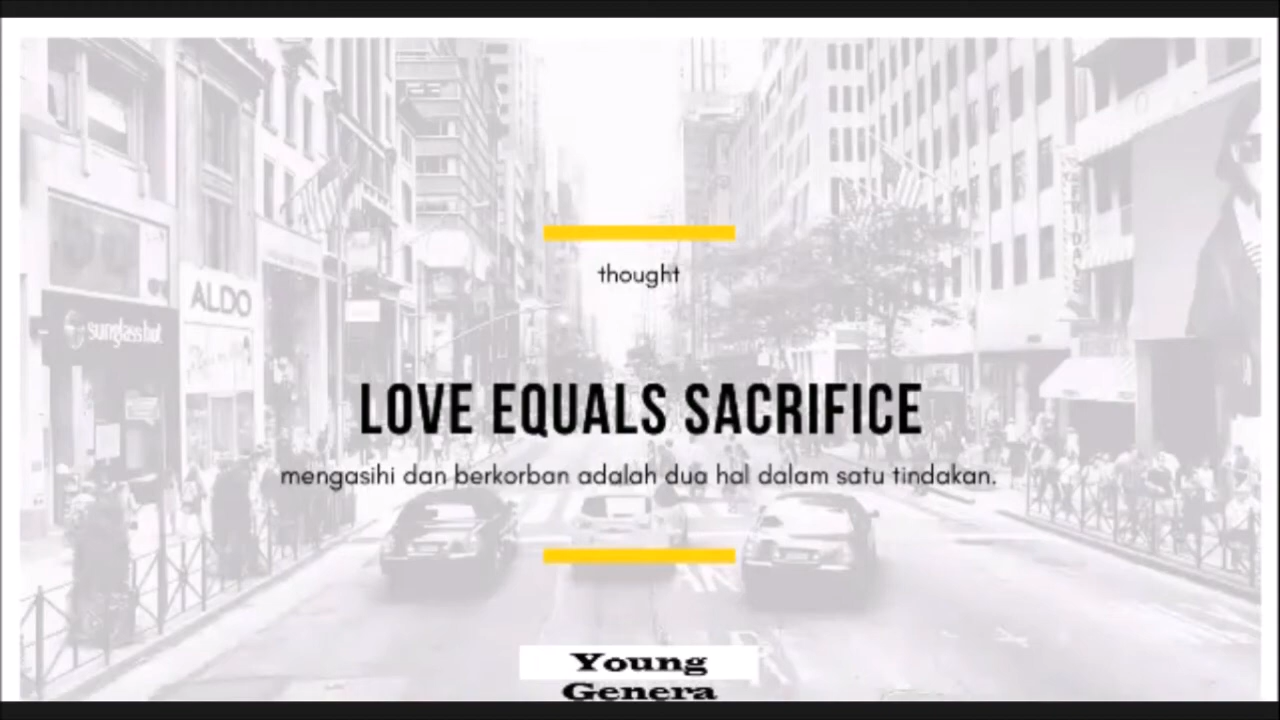 thought
LOVE EQUALS SACRIFICE
mengasihi dan berkorban adalah dua hal dalam satu tindakan.
ALDO
sunglass hut
Young
Genera